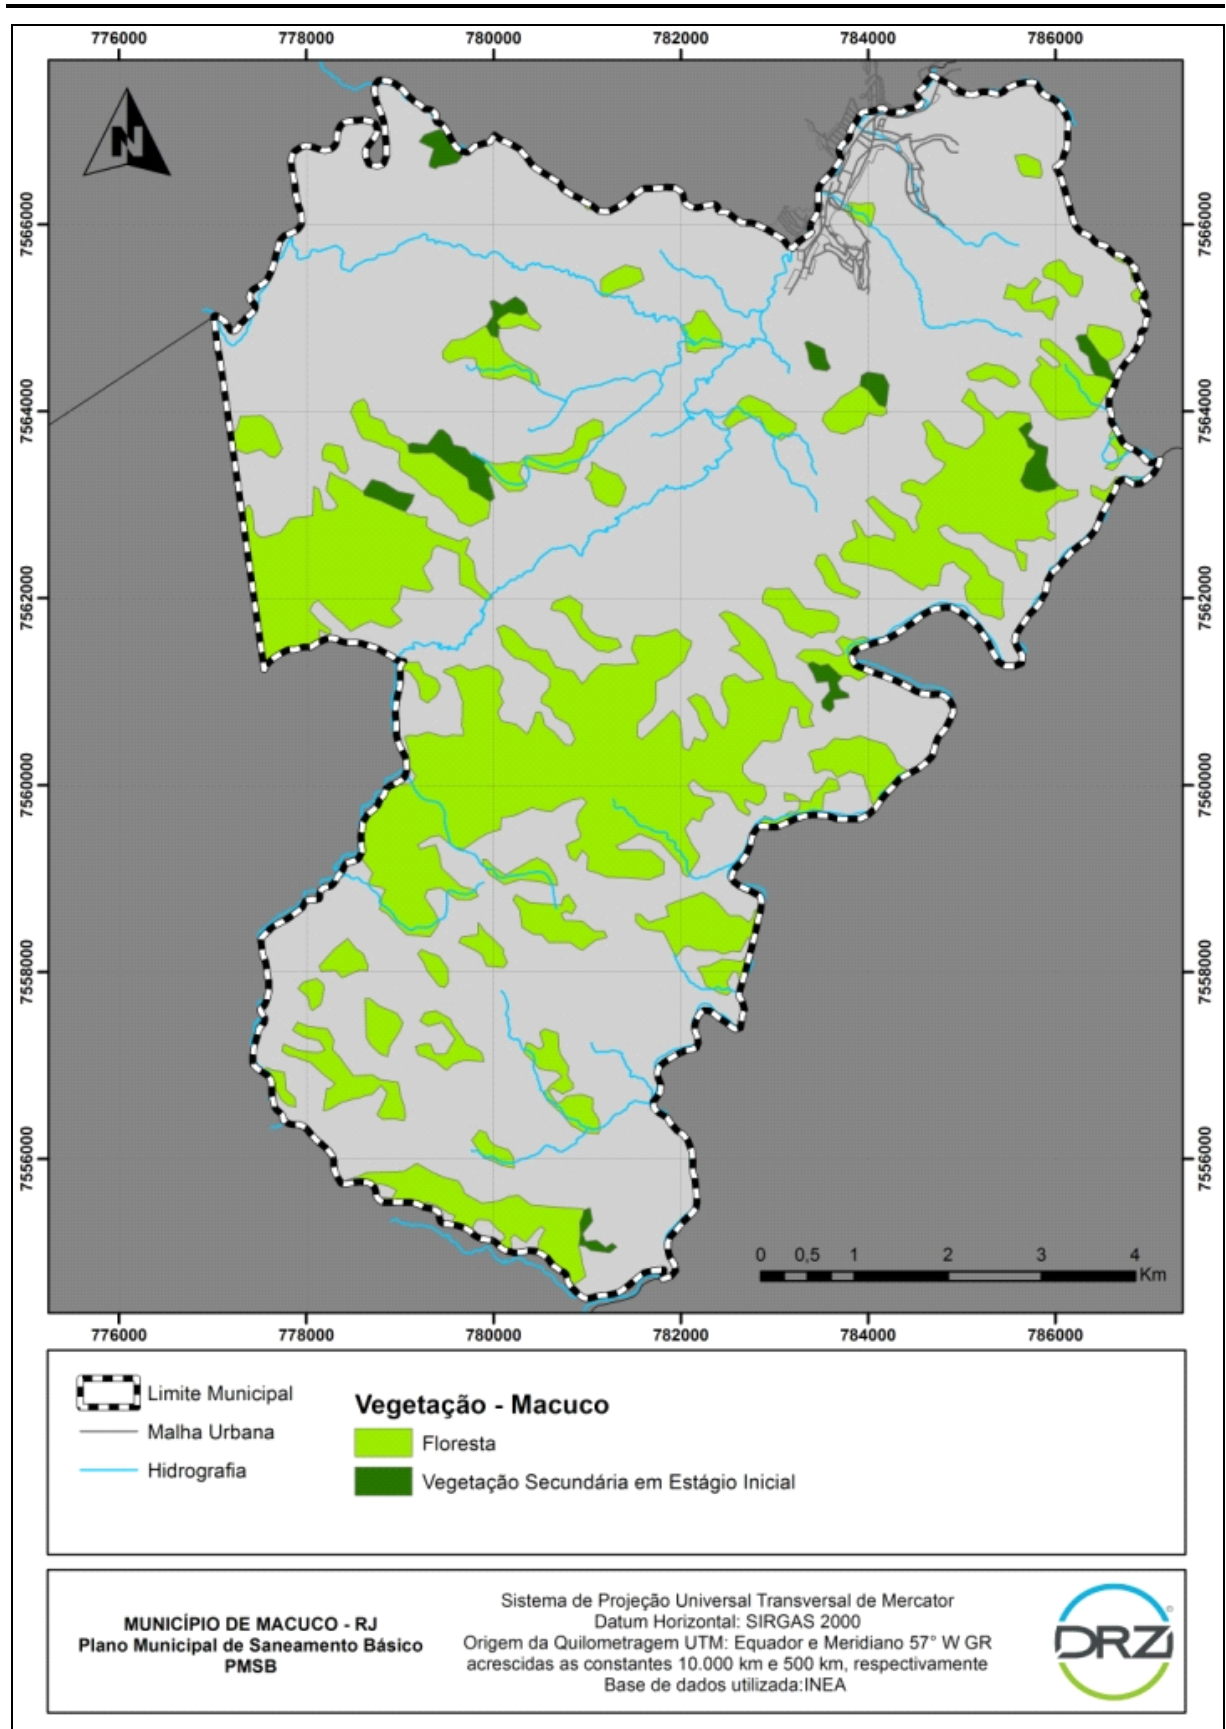 776000 778000 780000 782000 784000 786000
N
7566000 7566000
7564000 7564000
7562000 7562000
7560000 7560000
7558000 7558000
7556000 7556000
0 0,5 1 2 3 4
Km
776000 778000 780000 782000 784000 786000
Limite Municipal
Malha Urbana
Hidrografia
Vegetação - Macuco
Floresta
Vegetação Secundária em Estágio Inicial
MUNICÍPIO DE MACUCO - RJ
Plano Municipal de Saneamento Básico
PMSB
Sistema de Projeção Universal Transversal de Mercator
Datum Horizontal: SIRGAS 2000
Origem da Quilometragem UTM: Equador e Meridiano 57° W GR
acrescidas as constantes 10.000 km e 500 km, respectivamente
Base de dados utilizada:INEA
DRZ
®